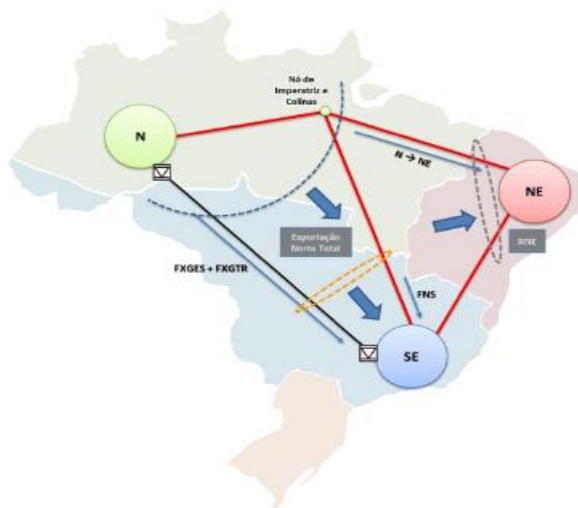 Nó de
Imperatriz e
Colinas
N
N → NE
NE
Exportação
Norte Total
RNE
FXGES + FXGTR
FNS
SE